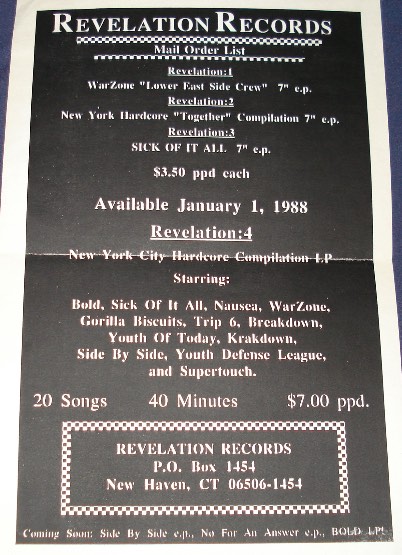 REVELATION RECORDS
Mail Order List
Revelation:1
WarZone "Lower East Side Crew" 7" e.p.
Revelation:2
New York Hardcore "Together" Compilation 7" e.p.
Revelation:3
SICK OF IT ALL 7" e.p.
$3.50 ppd each
Available January 1, 1988
Revelation:4
New York City Hardcore Compilation LP
Starring:
Bold, Sick Of It All, Nausea, WarZone,
Gorilla Biscuits, Trip 6, Breakdown,
Youth Of Today, Krakdown,
Side By Side, Youth Defense League,
and Supertouch.
20 Songs 40 Minutes $7.00 ppd.
REVELATION RECORDS
P.O. Box 1454
New Haven, CT 06506-1454
Coming Soon: Side By Side e.p., No For An Answer e.p., BOLD LP!